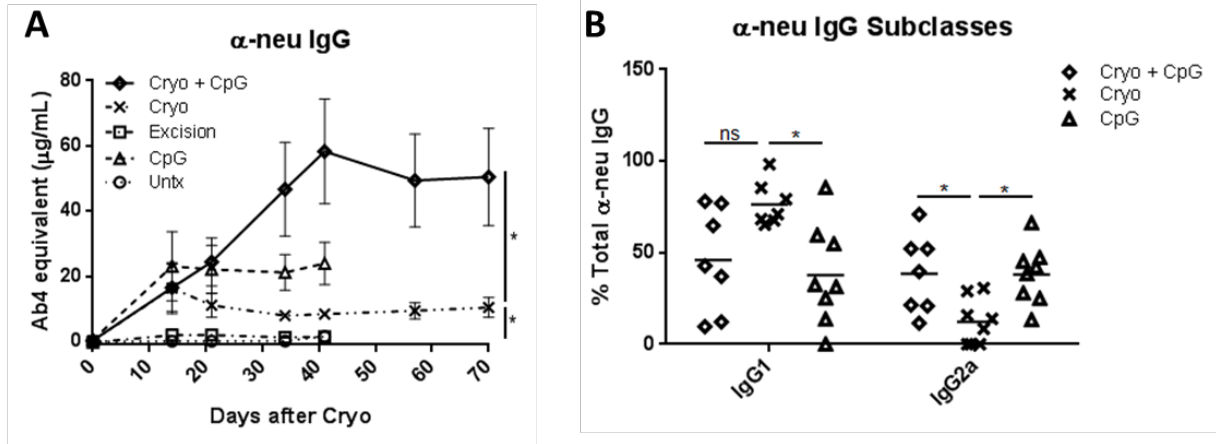 A
α-neu IgG
Cryo + CpG
Cryo
Excision
CpG
Untx
80
60
40
20
0
Ab4 equivalent (µg/mL)
*
*
0 10 20 30 40 50 60 70
Days after Cryo
B
α-neu IgG Subclasses
Cryo + CpG
Cryo
CpG
150
100
50
0
% Total α-neu IgG
ns * * *
IgG1 IgG2a